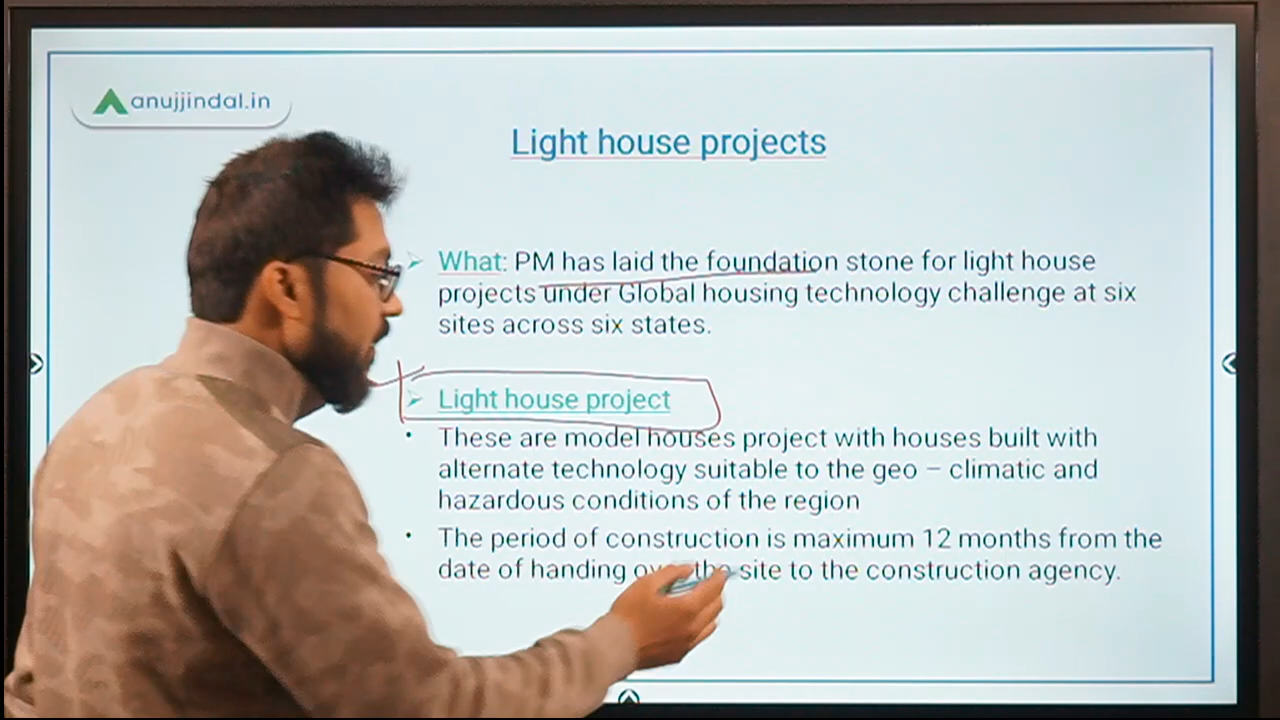 anujjindal.in
Light house projects
What: PM has laid the foundation stone for light house
projects under Global housing technology challenge at six
sites across six states.
Light house project
These are model houses project with houses built with
alternate technology suitable to the geo – climatic and
hazardous conditions of the region
The period of construction is maximum 12 months from the
date of handing over the site to the construction agency.